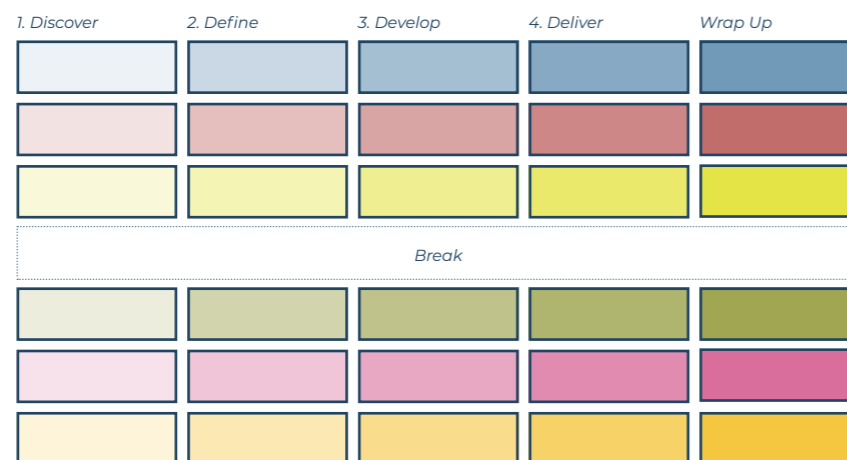 1. Discover
2. Define
3. Develop
4. Deliver
Wrap Up
Break